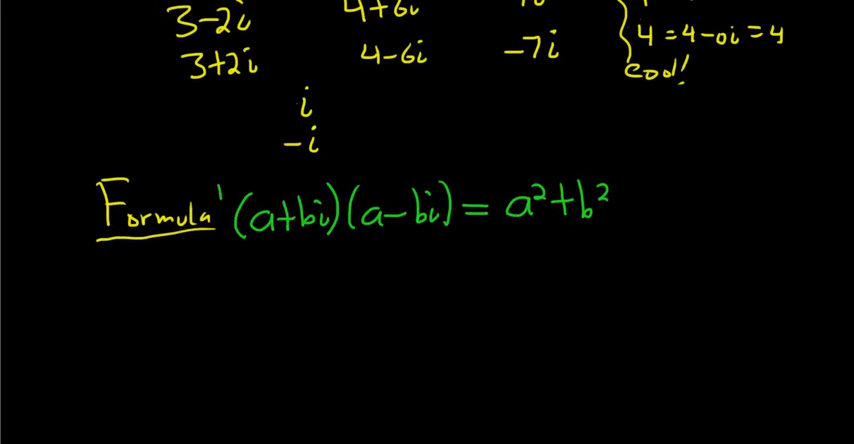 3-2i 4+6i
3+2i 4-6i -7i 4=4-0i=4
cool!
i
-i
Formula (a+bi)(a-bi)=a²+b²